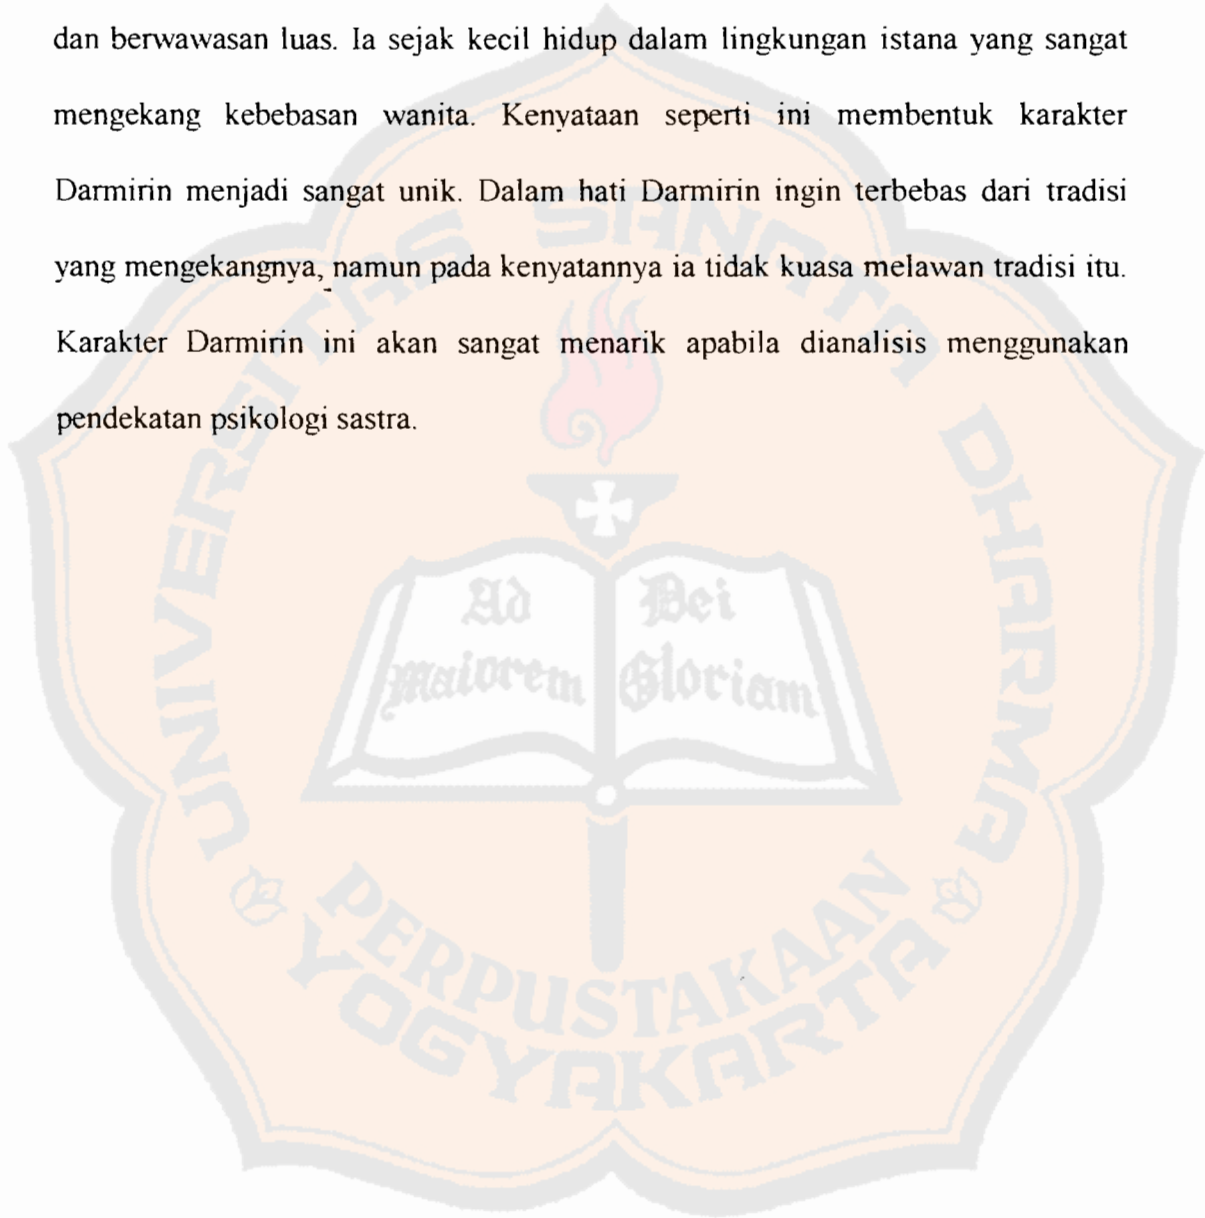 dan berwawasan luas. Ia sejak kecil hidup dalam lingkungan istana yang sangat
mengekang kebebasan wanita. Kenyataan seperti ini membentuk karakter
Darmirin menjadi sangat unik. Dalam hati Darmirin ingin terbebas dari tradisi
yang mengekangnya, namun pada kenyatannya ia tidak kuasa melawan tradisi itu.
Karakter Darmirin ini akan sangat menarik apabila dianalisis menggunakan
pendekatan psikologi sastra.
UNIVERSITAS SANATA DHARMA
Ad Dei
maiorem Gloriam
PERPUSTAKAAN
YOGYAKARTA